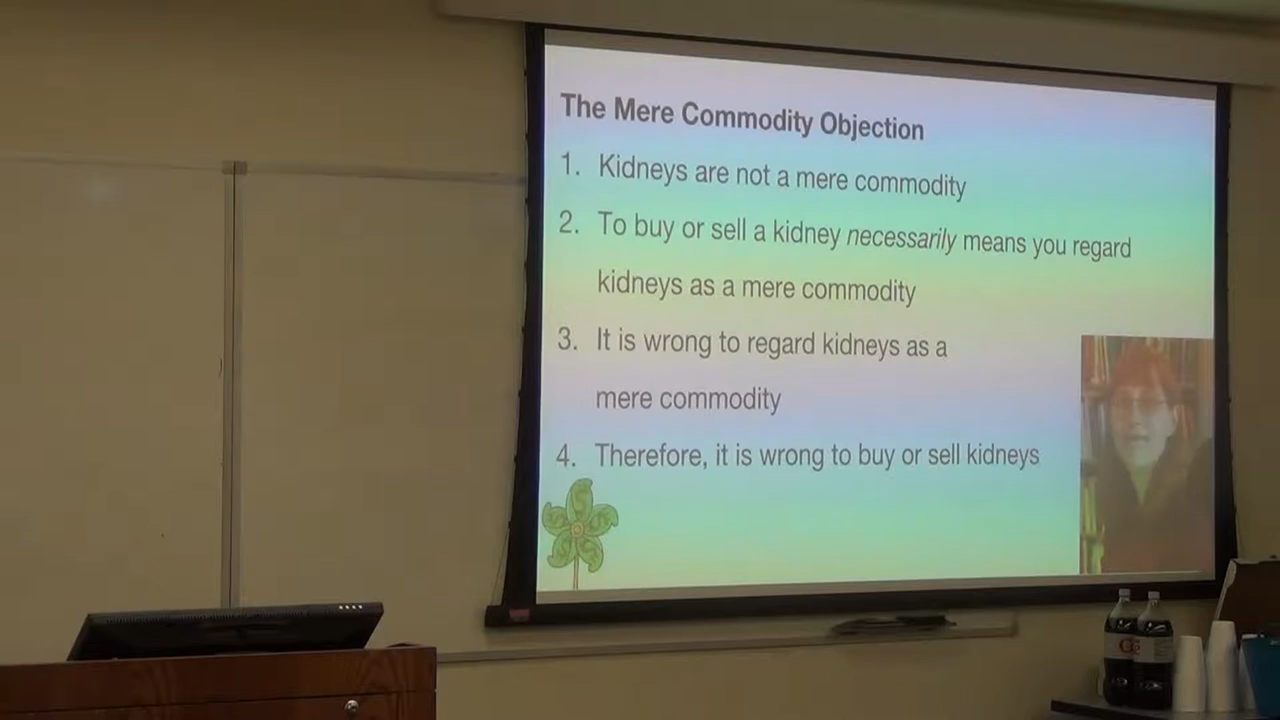 The Mere Commodity Objection
1. Kidneys are not a mere commodity
2. To buy or sell a kidney necessarily means you regard
kidneys as a mere commodity
3. It is wrong to regard kidneys as a
mere commodity
4. Therefore, it is wrong to buy or sell kidneys